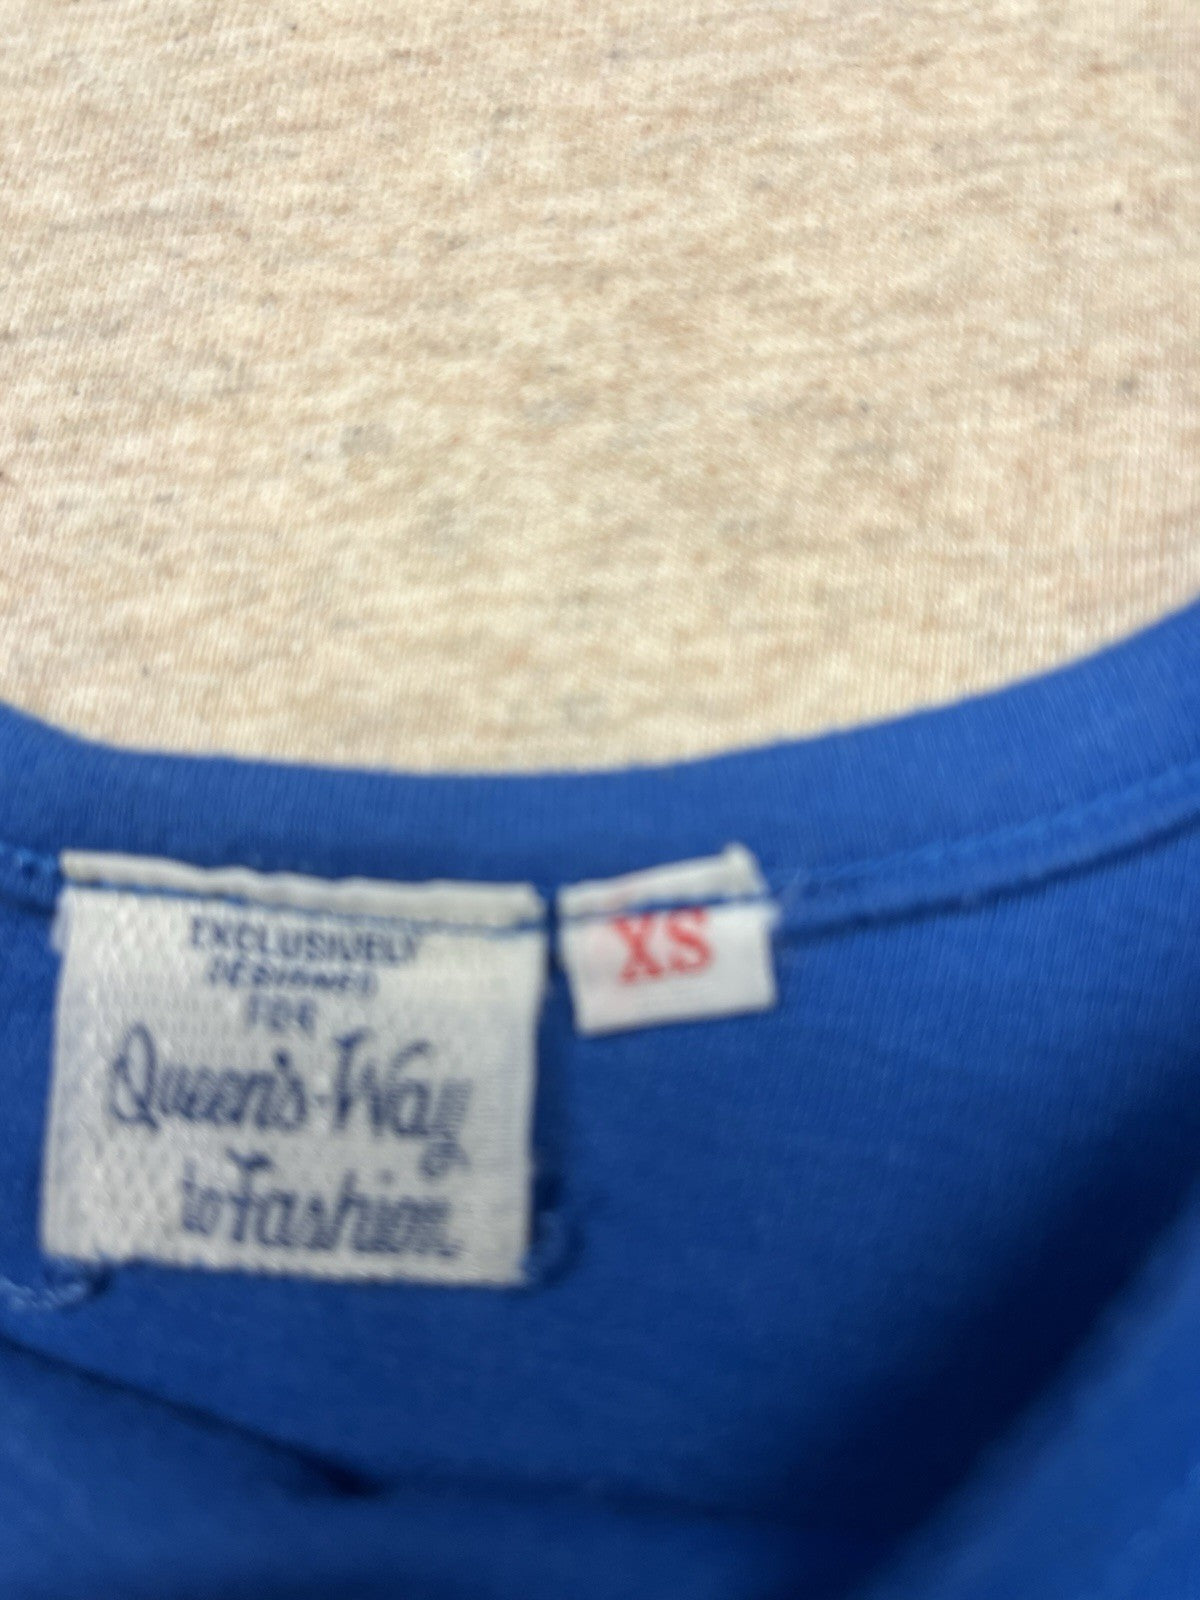 EXCLUSIVELY
DESIGNED
FOR
Queen's-Way
to Fashion
XS